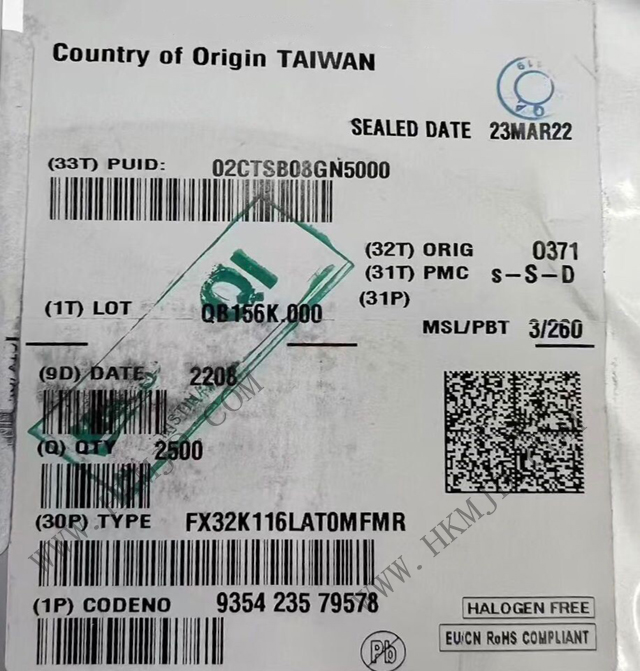 Country of Origin TAIWAN
SEALED DATE 23MAR22
(33T) PUID: 02CTSB08GN5000
(32T) ORIG 0371
(31T) PMC s-S-D
(31P)
QI
(1T) LOT QB156K.000
MSL/PBT 3/260
(9D) DATE 2208
(Q) QTY 2500
(30P) TYPE FX32K116LAT0MFMR
(1P) CODENO 9354 235 79578
HALOGEN FREE
Pb
EU/CN RoHS COMPLIANT